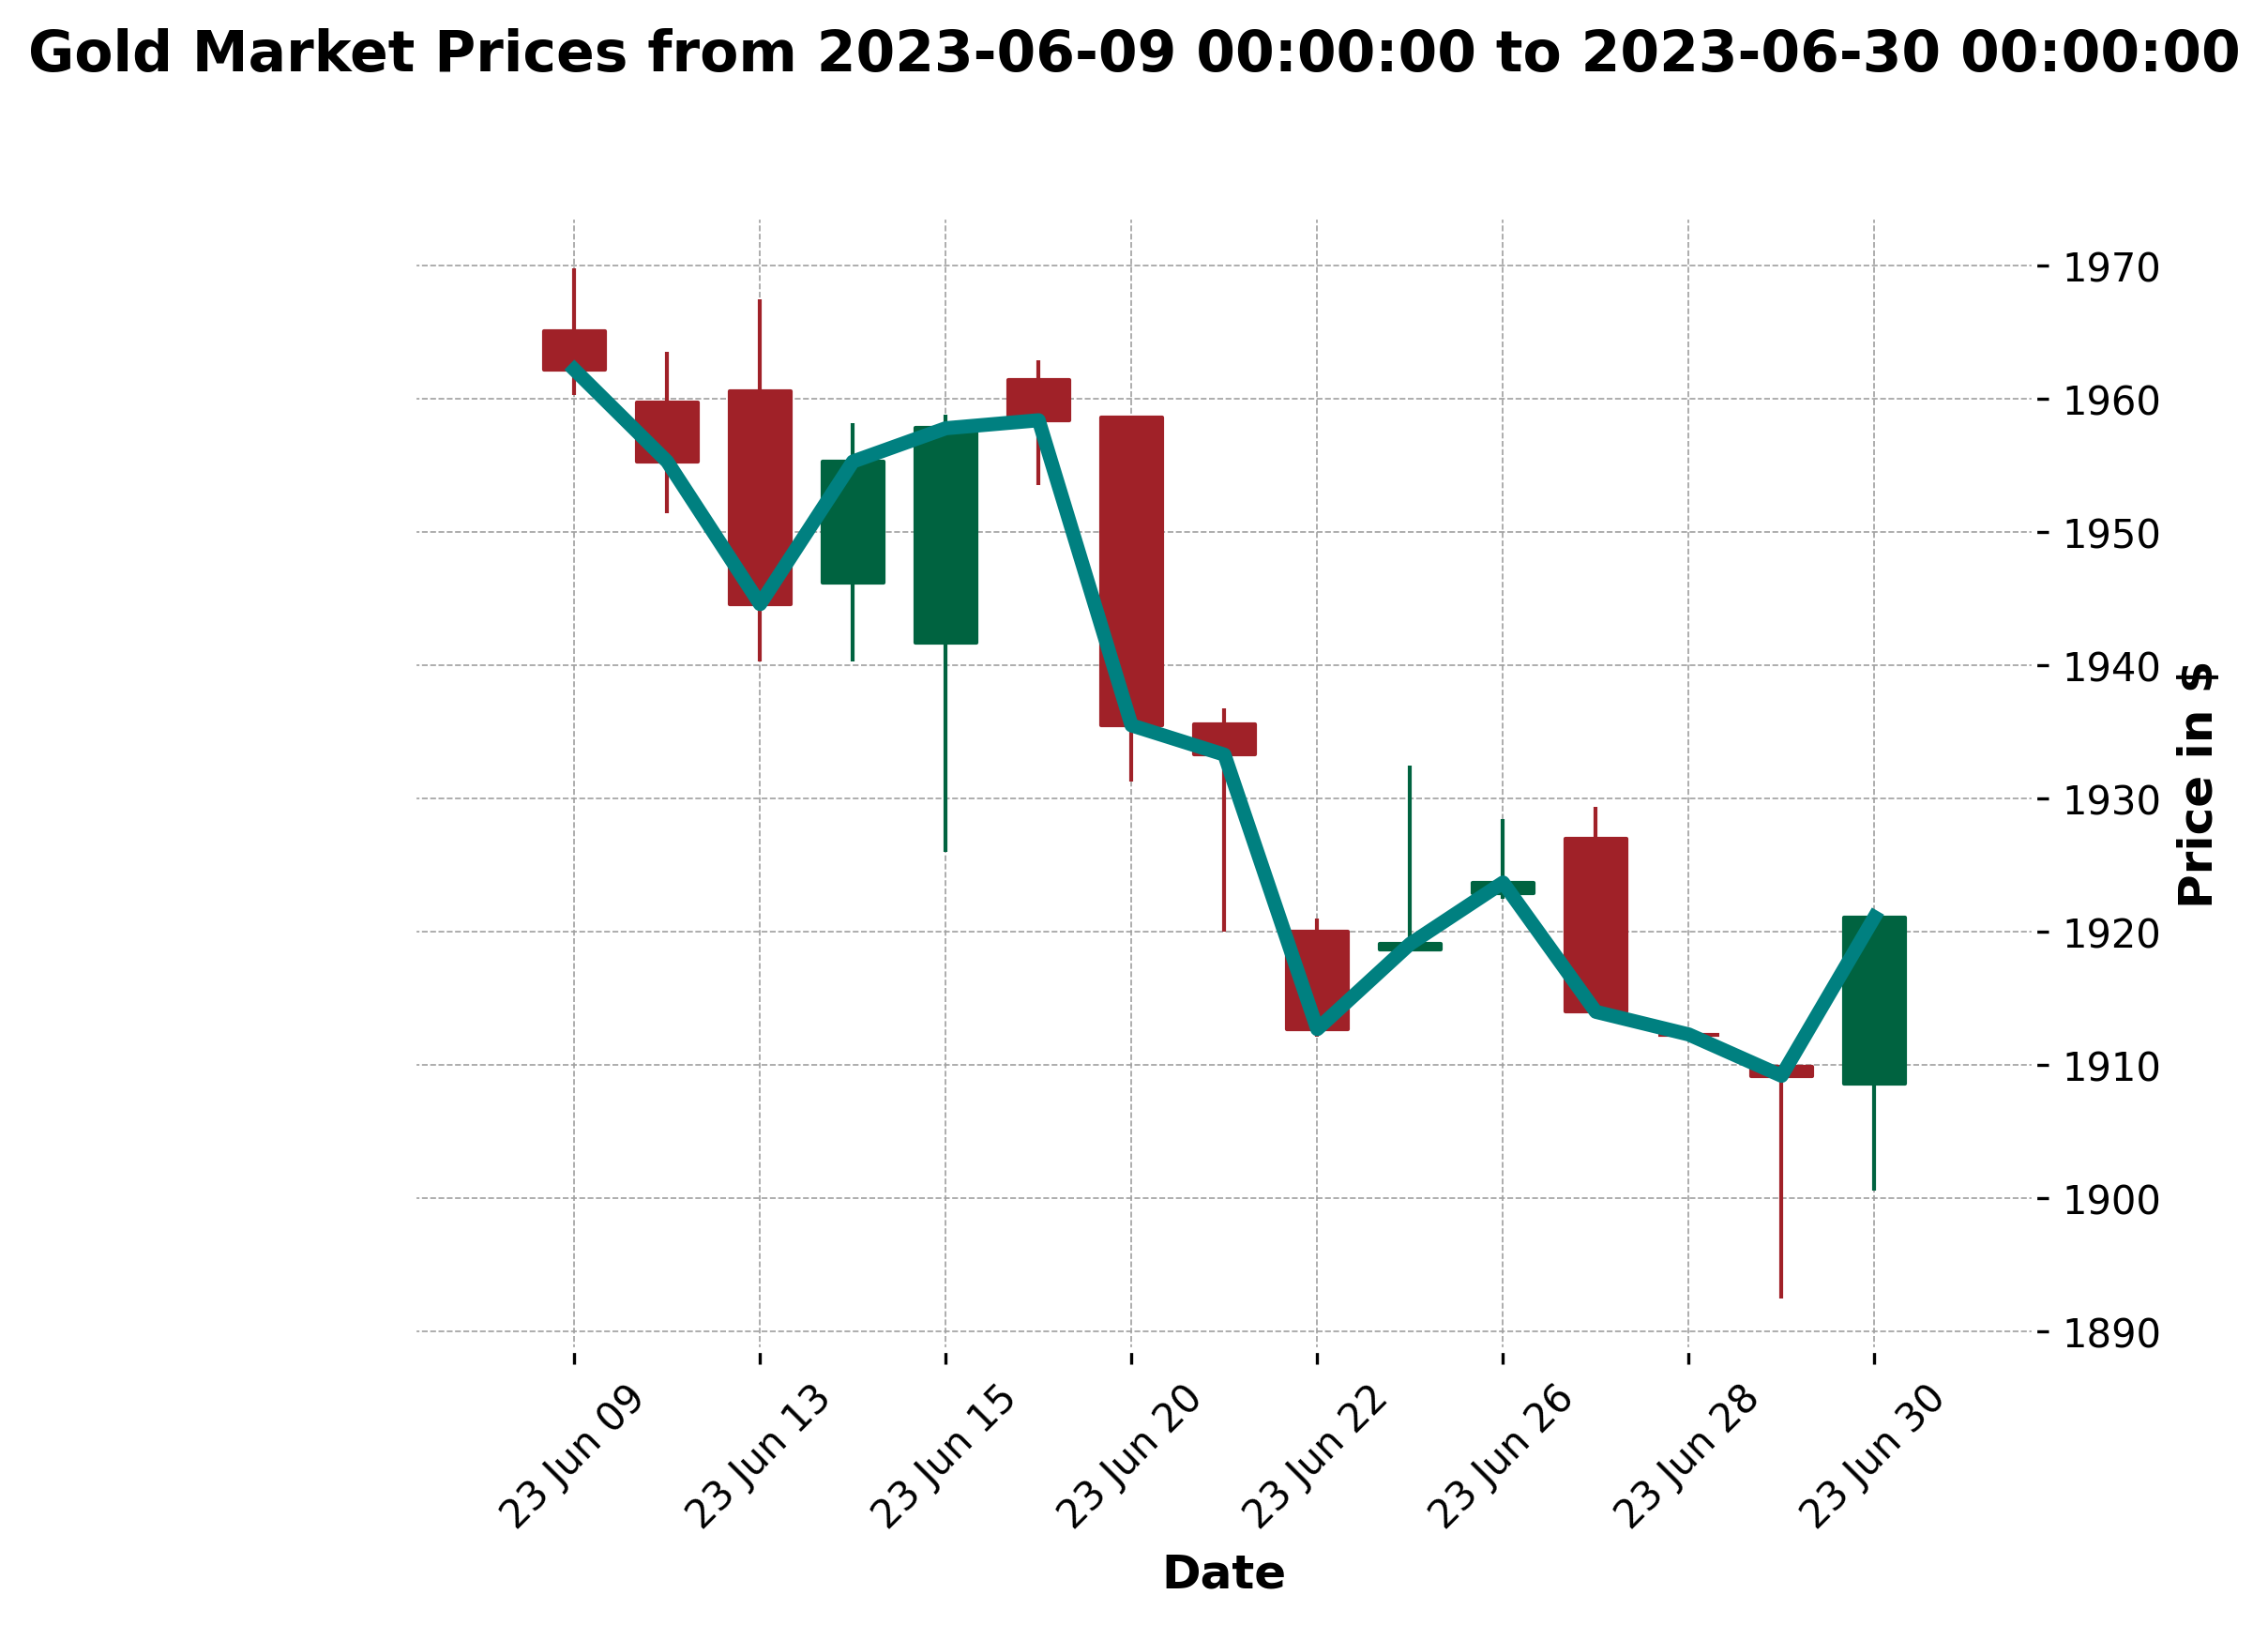 Gold Market Prices from 2023-06-09 00:00:00 to 2023-06-30 00:00:00
1970
1960
1950
1940
1930
1920
1910
1900
1890
Price in $
23 Jun 09
23 Jun 13
23 Jun 15
23 Jun 20
23 Jun 22
23 Jun 26
23 Jun 28
23 Jun 30
Date